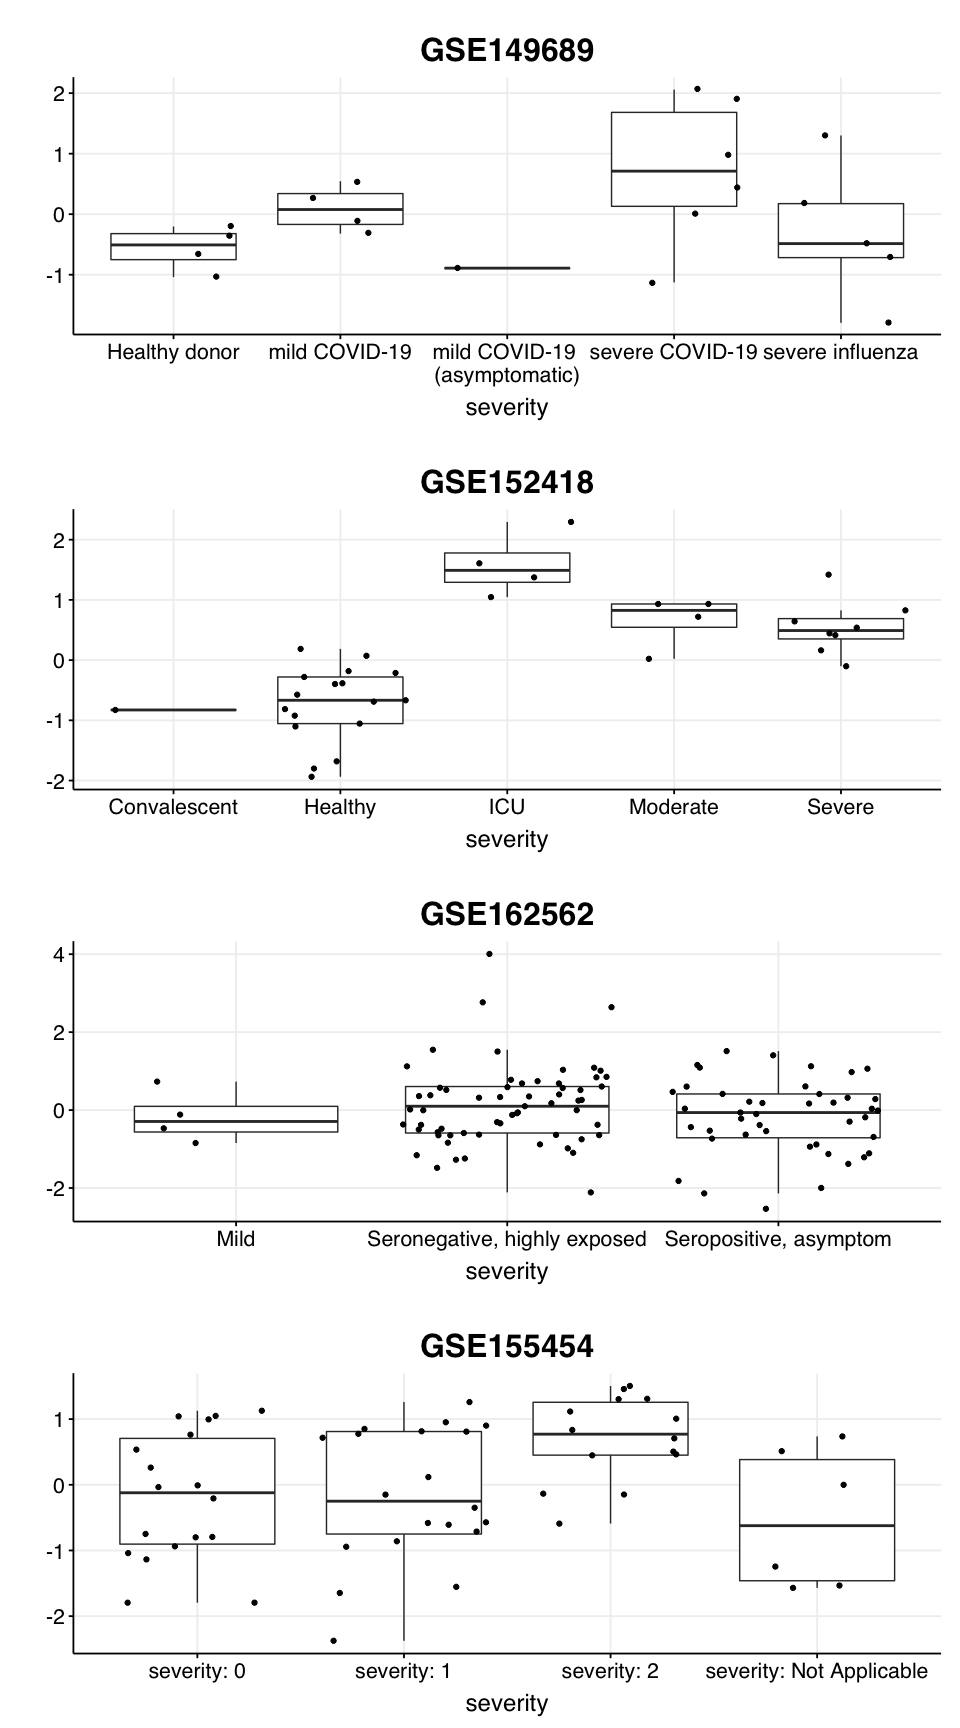 GSE149689
2
1
0
-1
Healthy donor mild COVID-19 mild COVID-19 severe COVID-19 severe influenza
(asymptomatic)
severity
GSE152418
2
1
0
-1
-2
Convalescent Healthy ICU Moderate Severe
severity
GSE162562
4
2
0
-2
Mild Seronegative, highly exposed Seropositive, asymptom
severity
GSE155454
1
0
-1
-2
severity: 0 severity: 1 severity: 2 severity: Not Applicable
severity